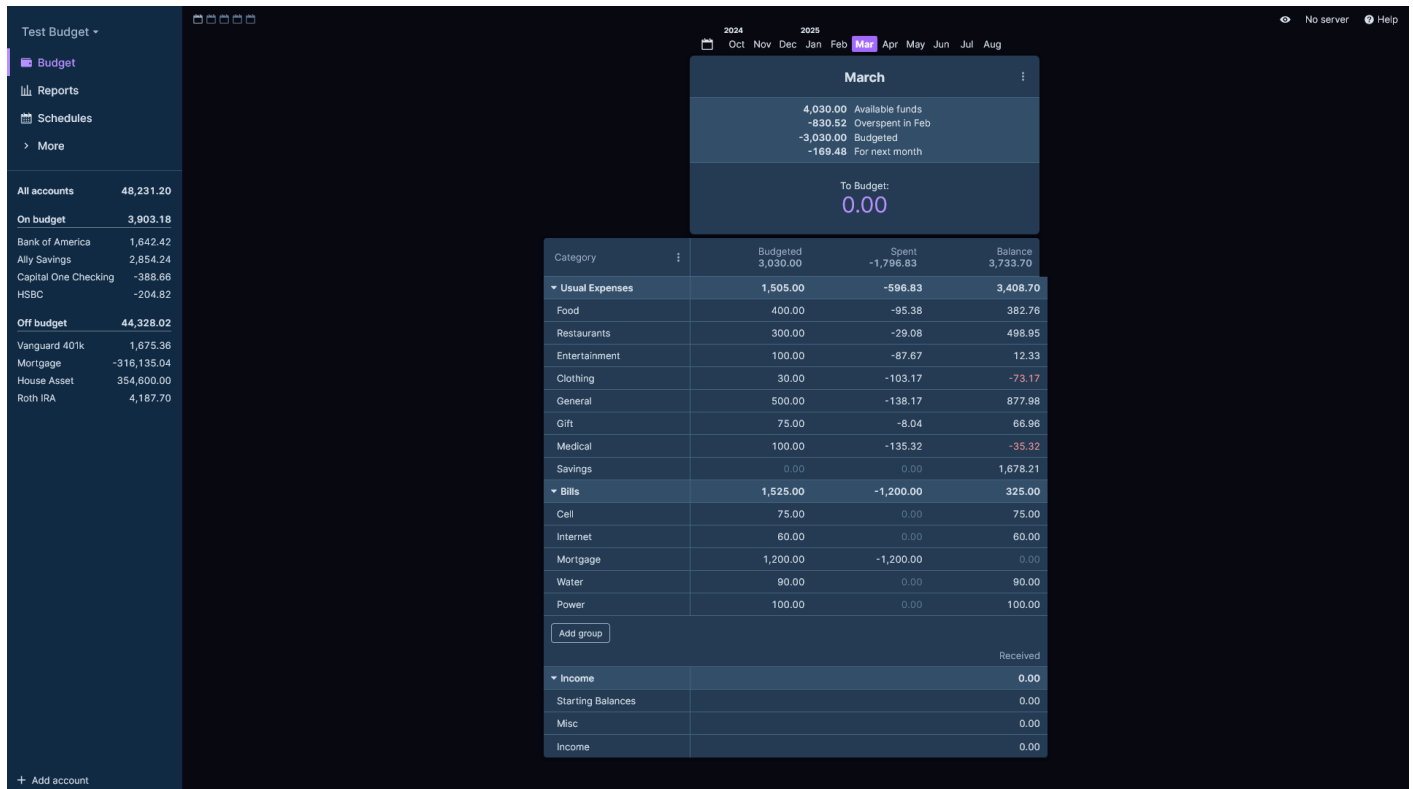 Test Budget
Budget
Reports
Schedules
More
All accounts 48,231.20
On budget 3,903.18
Bank of America 1,642.42
Ally Savings 2,854.24
Capital One Checking -388.66
HSBC -204.82
Off budget 44,328.02
Vanguard 401k 1,675.36
Mortgage -316,135.04
House Asset 354,600.00
Roth IRA 4,187.70
+ Add account
No server ? Help
2024 2025
Oct Nov Dec Jan Feb Mar Apr May Jun Jul Aug
March
4,030.00 Available funds
-830.52 Overspent in Feb
-3,030.00 Budgeted
-169.48 For next month
To Budget:
0.00
Category Budgeted Spent Balance
3,030.00 -1,796.83 3,733.70
Usual Expenses 1,505.00 -596.83 3,408.70
Food 400.00 -95.38 382.76
Restaurants 300.00 -29.08 498.95
Entertainment 100.00 -87.67 12.33
Clothing 30.00 -103.17 -73.17
General 500.00 -138.17 877.98
Gift 75.00 -8.04 66.96
Medical 100.00 -135.32 -35.32
Savings 0.00 0.00 1,678.21
Bills 1,525.00 -1,200.00 325.00
Cell 75.00 0.00 75.00
Internet 60.00 0.00 60.00
Mortgage 1,200.00 -1,200.00 0.00
Water 90.00 0.00 90.00
Power 100.00 0.00 100.00
Add group
Received
Income 0.00
Starting Balances 0.00
Misc 0.00
Income 0.00